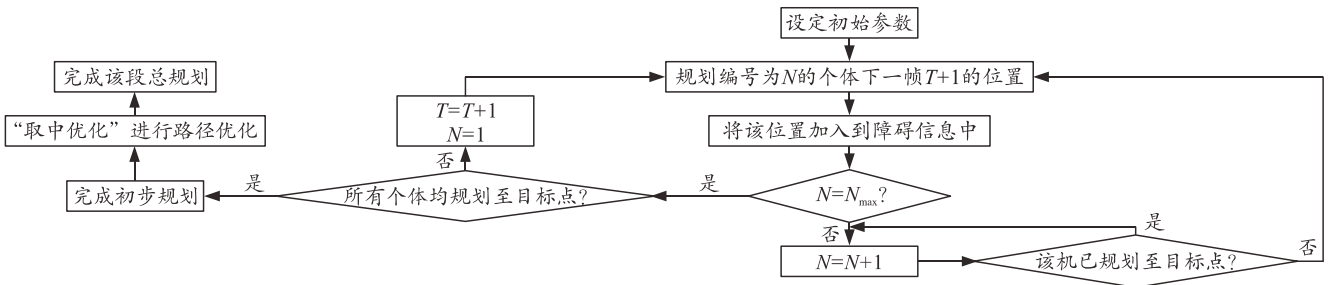 设定初始参数
规划编号为N的个体下一帧T+1的位置
将该位置加入到障碍信息中
N=Nmax?
是
否
N=N+1
该机已规划至目标点?
是
否
所有个体均规划至目标点?
否
T=T+1
N=1
是
完成初步规划
“取中优化”进行路径优化
完成该段总规划